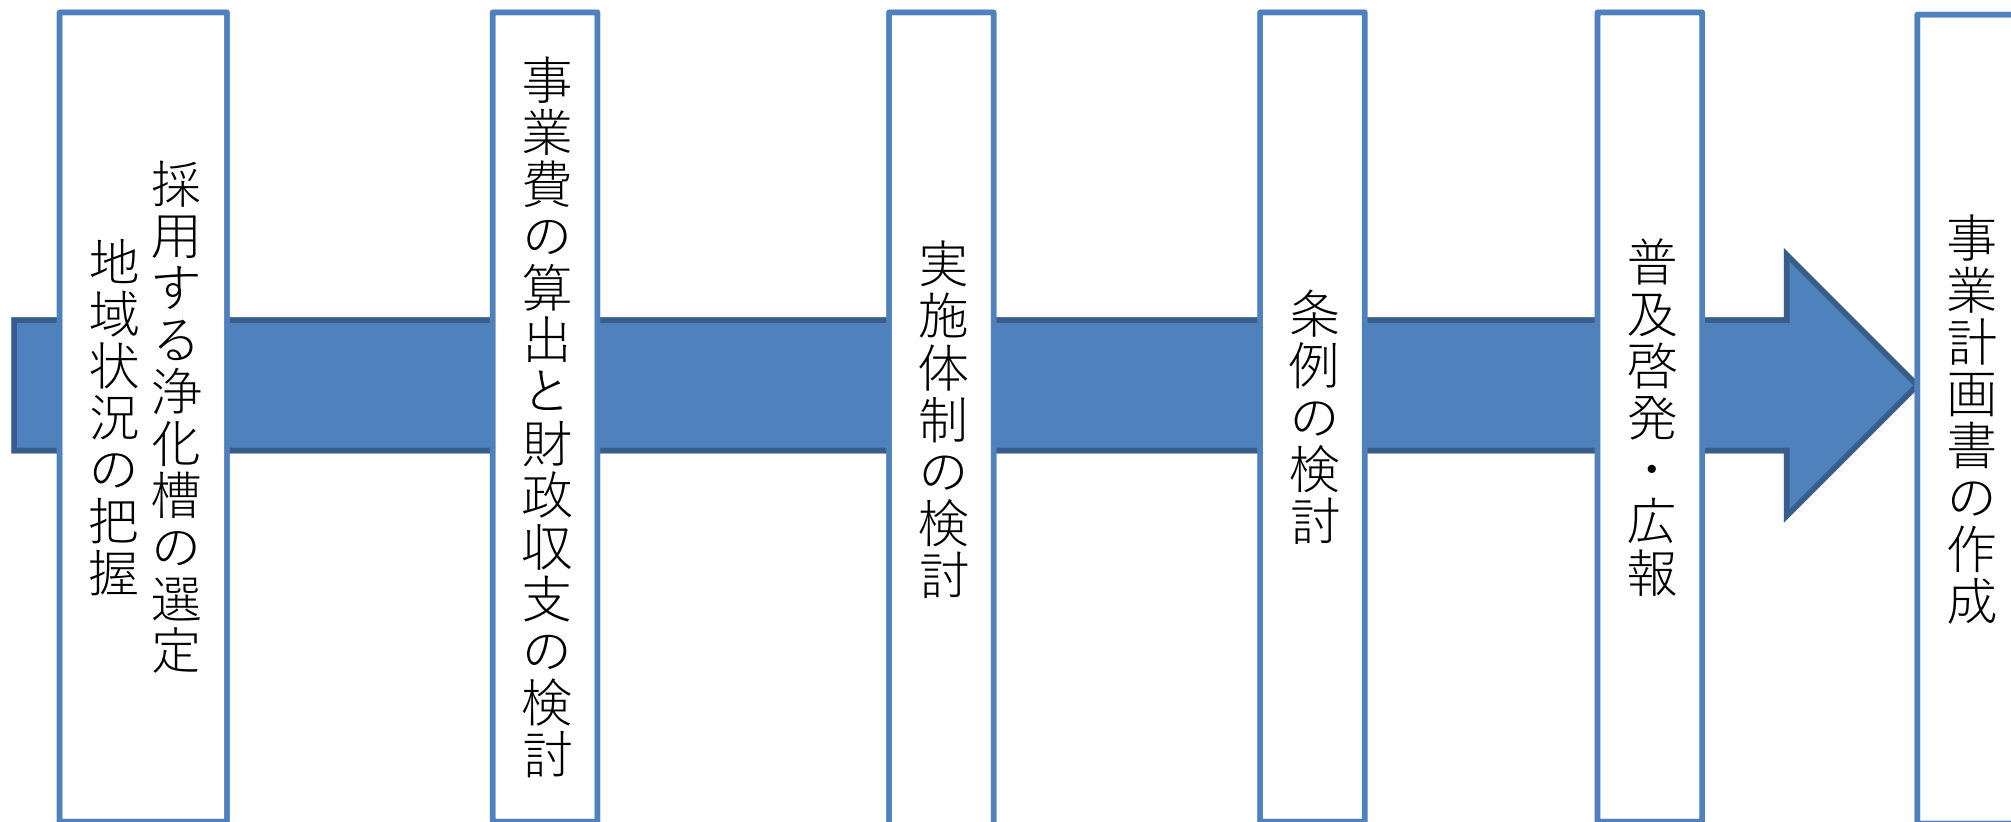 採用する浄化槽の選定
地域状況の把握
事業費の算出と財政収支の検討
実施体制の検討
条例の検討
普及啓発・広報
事業計画書の作成